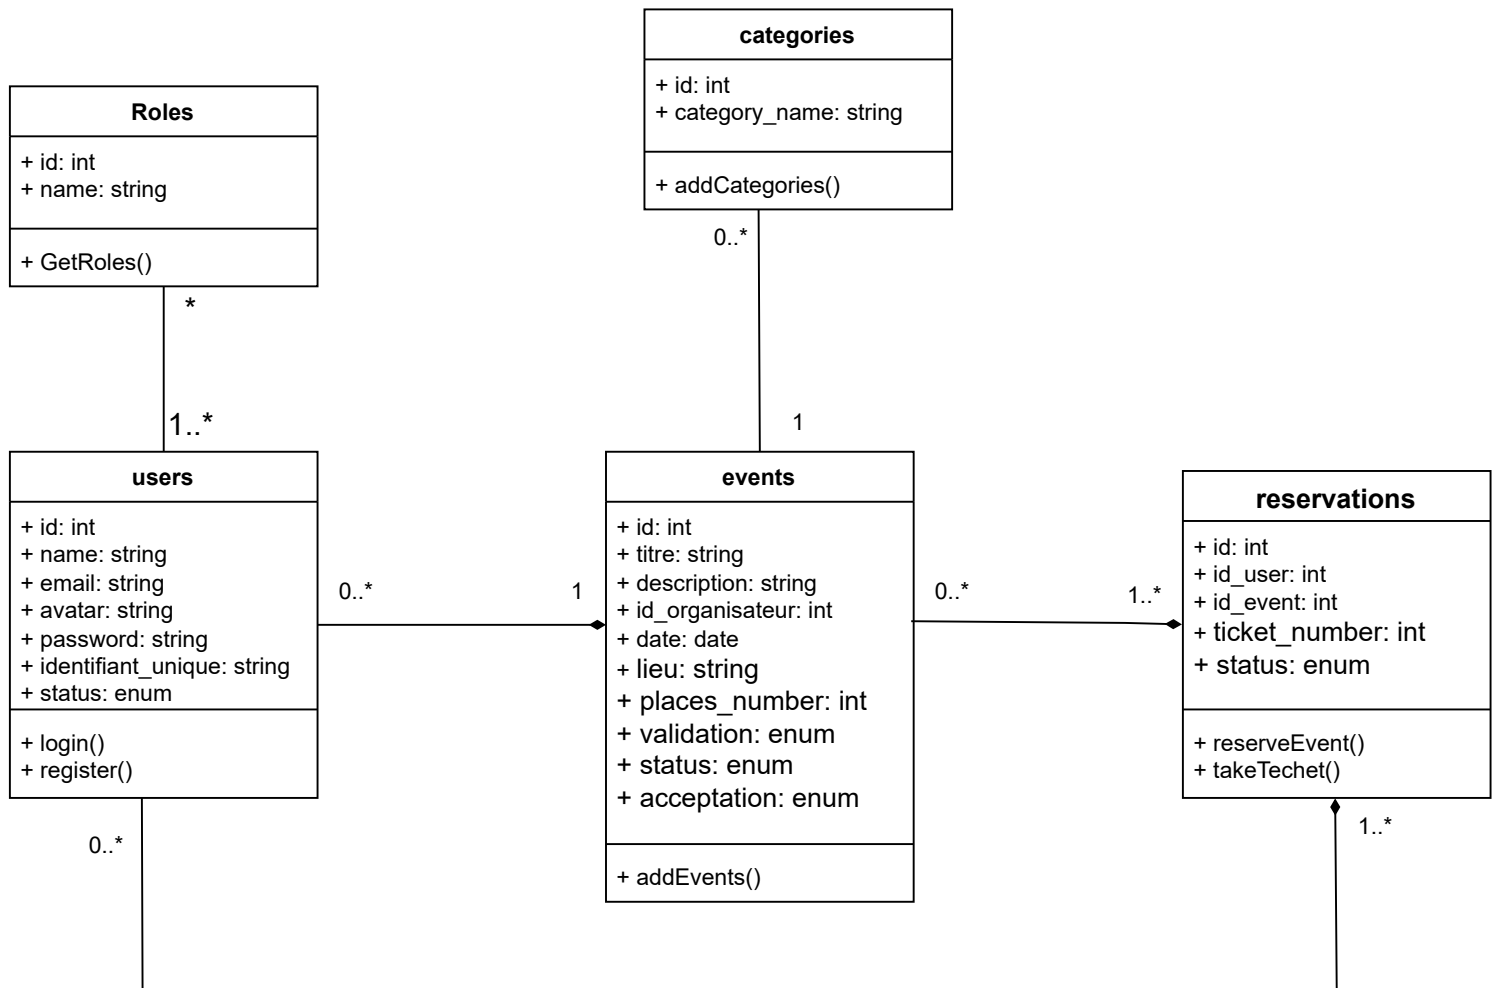 categories
+ id: int
+ category_name: string
+ addCategories()
0..*
1
Roles
+ id: int
+ name: string
+ GetRoles()
*
1..*
users
+ id: int
+ name: string
+ email: string
+ avatar: string
+ password: string
+ identifiant_unique: string
+ status: enum
+ login()
+ register()
0..*
0..*
1
events
+ id: int
+ titre: string
+ description: string
+ id_organisateur: int
+ date: date
+ lieu: string
+ places_number: int
+ validation: enum
+ status: enum
+ acceptation: enum
+ addEvents()
0..*
1..*
reservations
+ id: int
+ id_user: int
+ id_event: int
+ ticket_number: int
+ status: enum
+ reserveEvent()
+ takeTechet()
1..*